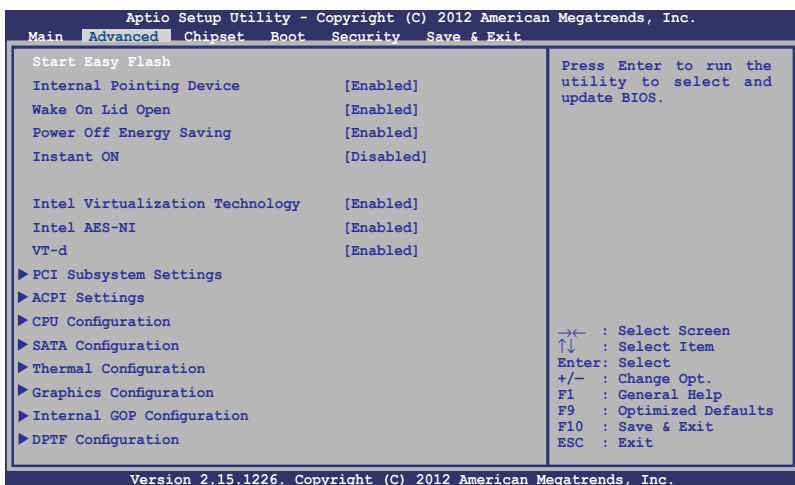 Aptio Setup Utility - Copyright (C) 2012 American Megatrends, Inc.
Main Advanced Chipset Boot Security Save & Exit
Start Easy Flash
Internal Pointing Device [Enabled]
Wake On Lid Open [Enabled]
Power Off Energy Saving [Enabled]
Instant ON [Disabled]
Intel Virtualization Technology [Enabled]
Intel AES-NI [Enabled]
VT-d [Enabled]
▶ PCI Subsystem Settings
▶ ACPI Settings
▶ CPU Configuration
▶ SATA Configuration
▶ Thermal Configuration
▶ Graphics Configuration
▶ Internal GOP Configuration
▶ DPTF Configuration
Press Enter to run the
utility to select and
update BIOS.
→← : Select Screen
↑↓ : Select Item
Enter: Select
+/— : Change Opt.
F1 : General Help
F9 : Optimized Defaults
F10 : Save & Exit
ESC : Exit
Version 2.15.1226. Copyright (C) 2012 American Megatrends, Inc.